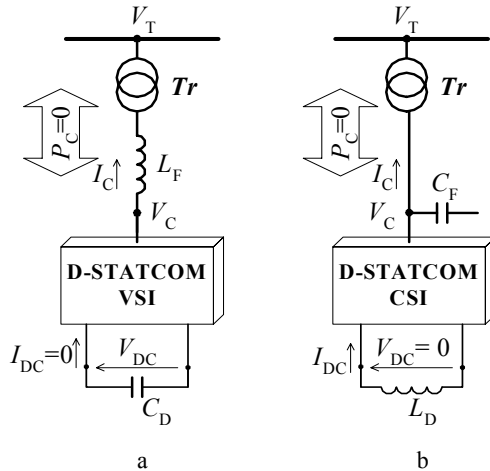 V_T
Tr
P_C=0
I_C
L_F
V_C
D-STATCOM
VSI
I_DC=0
V_DC
C_D
a
V_T
Tr
P_C=0
I_C
C_F
V_C
D-STATCOM
CSI
I_DC
V_DC= 0
L_D
b